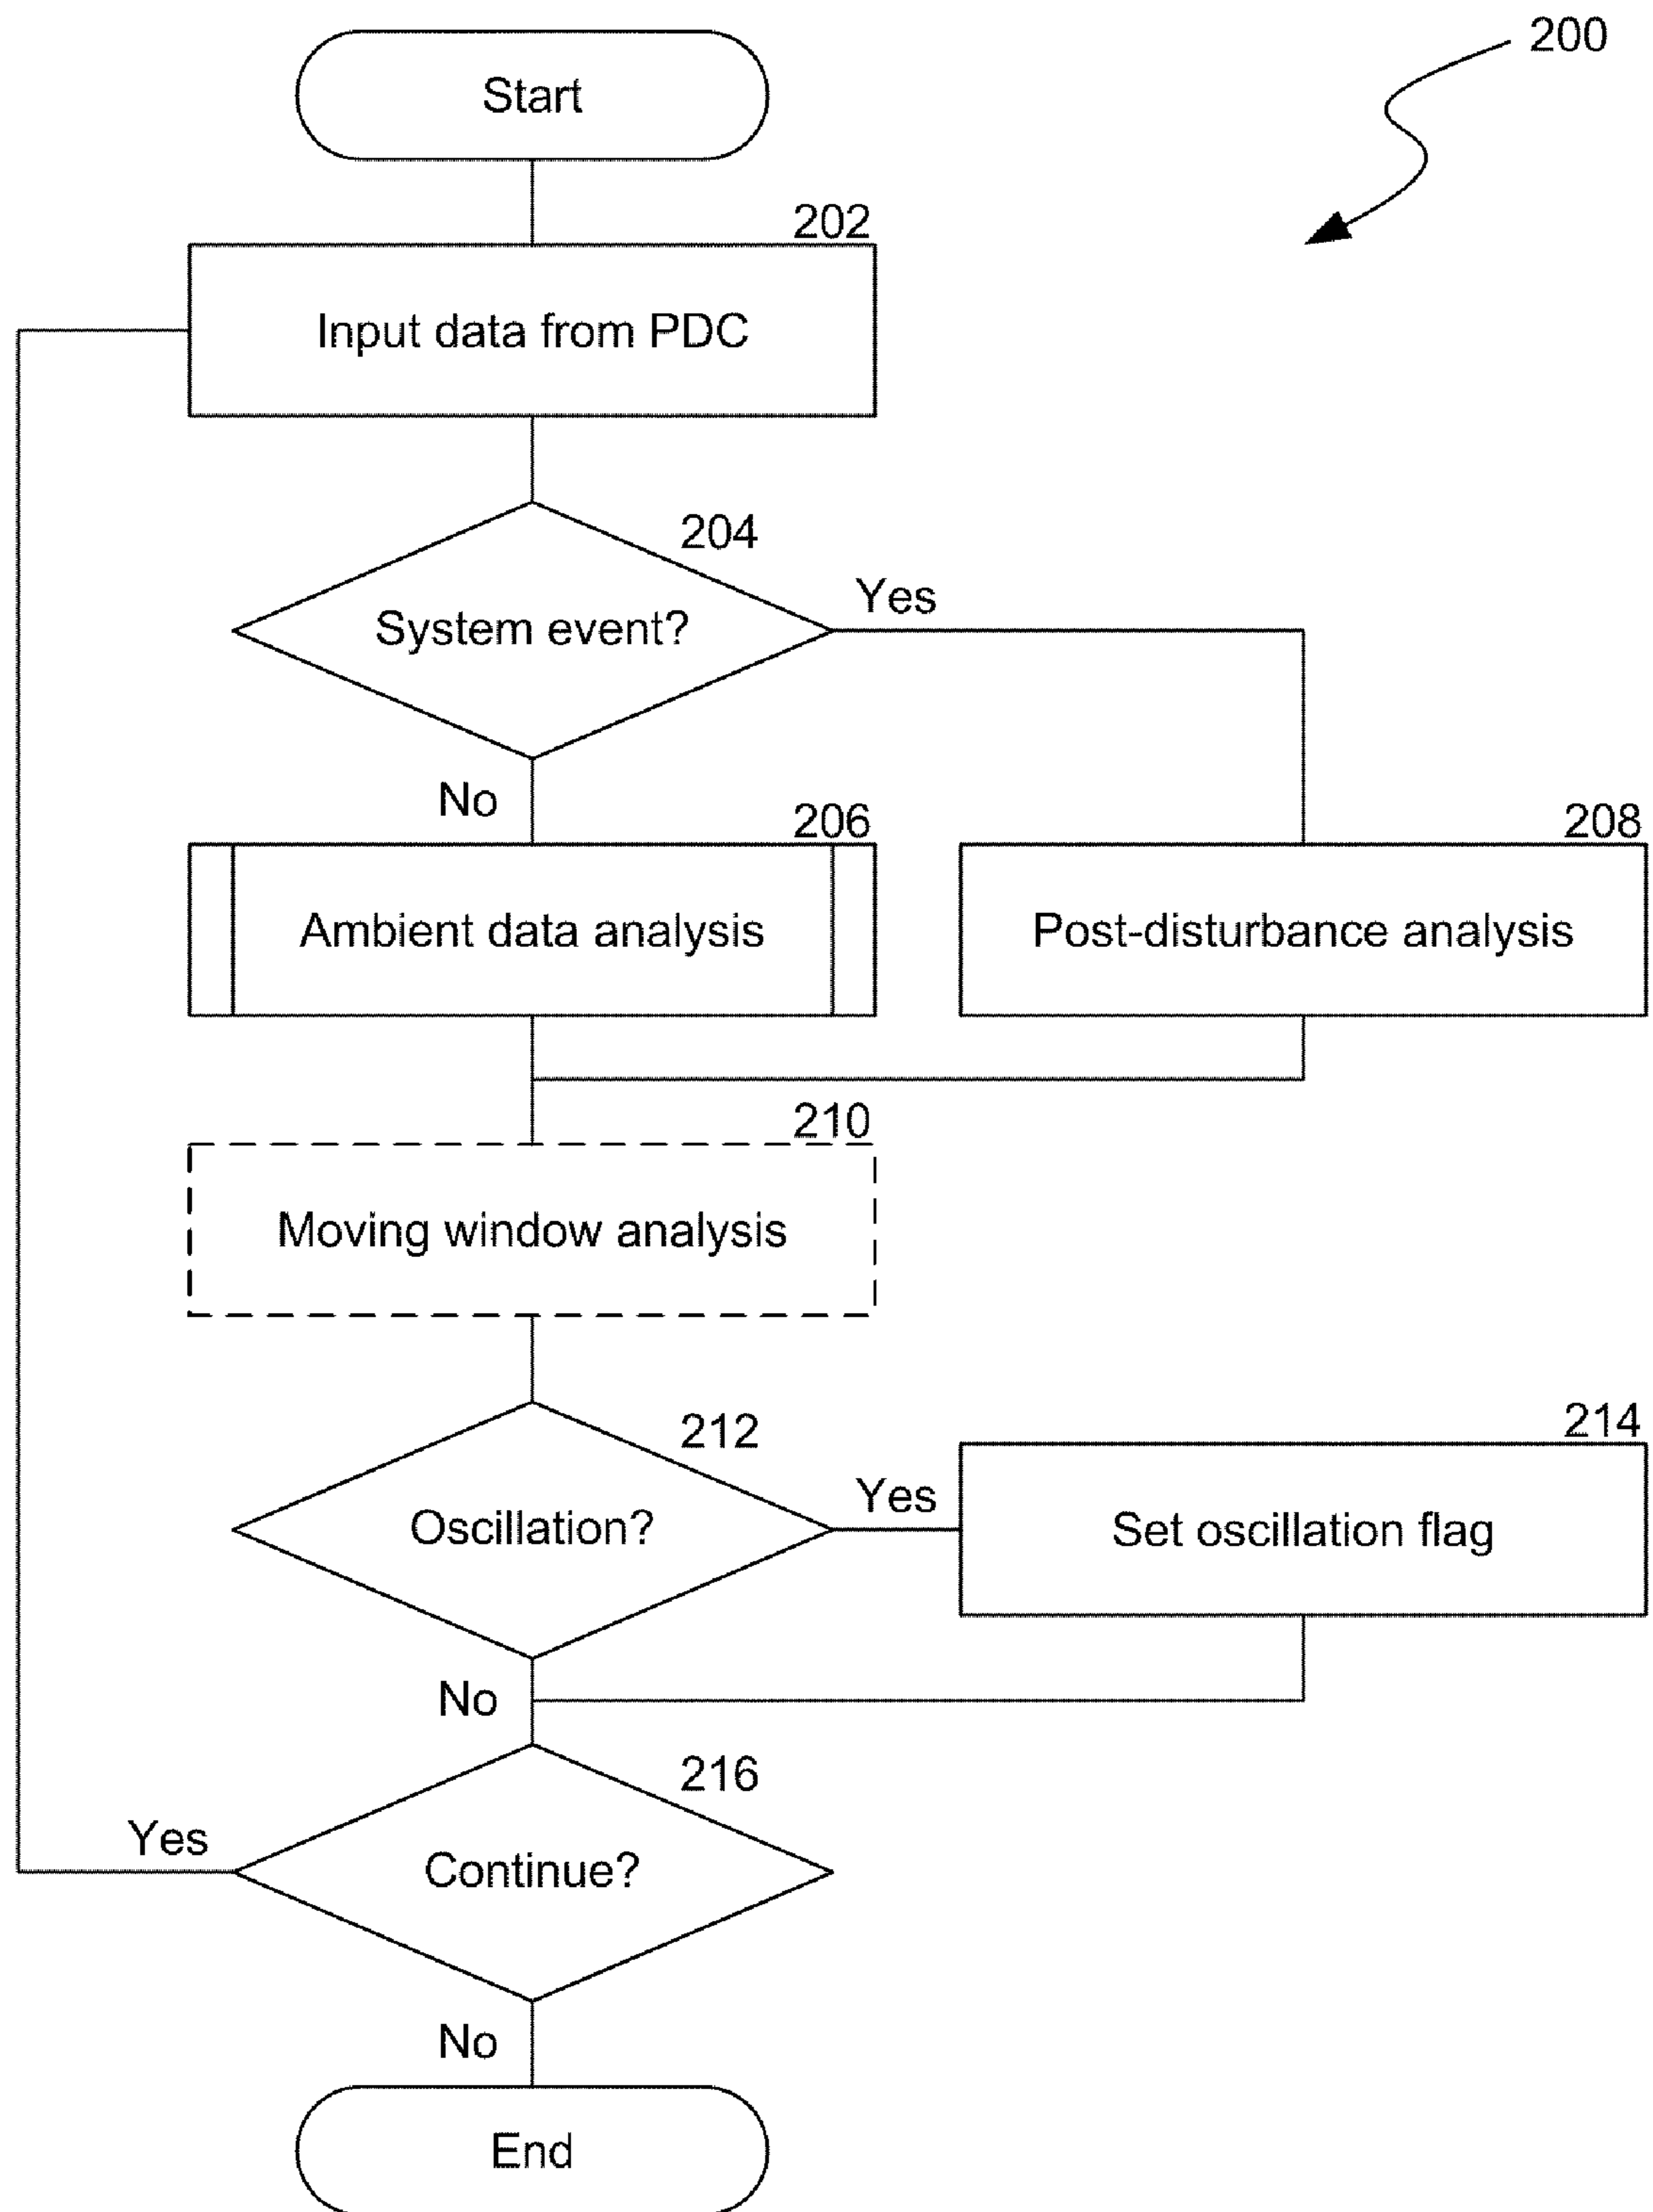 200
Start
202
Input data from PDC
204
System event?
Yes
No
206
Ambient data analysis
208
Post-disturbance analysis
210
Moving window analysis
212
Oscillation?
Yes
214
Set oscillation flag
No
216
Continue?
Yes
No
End